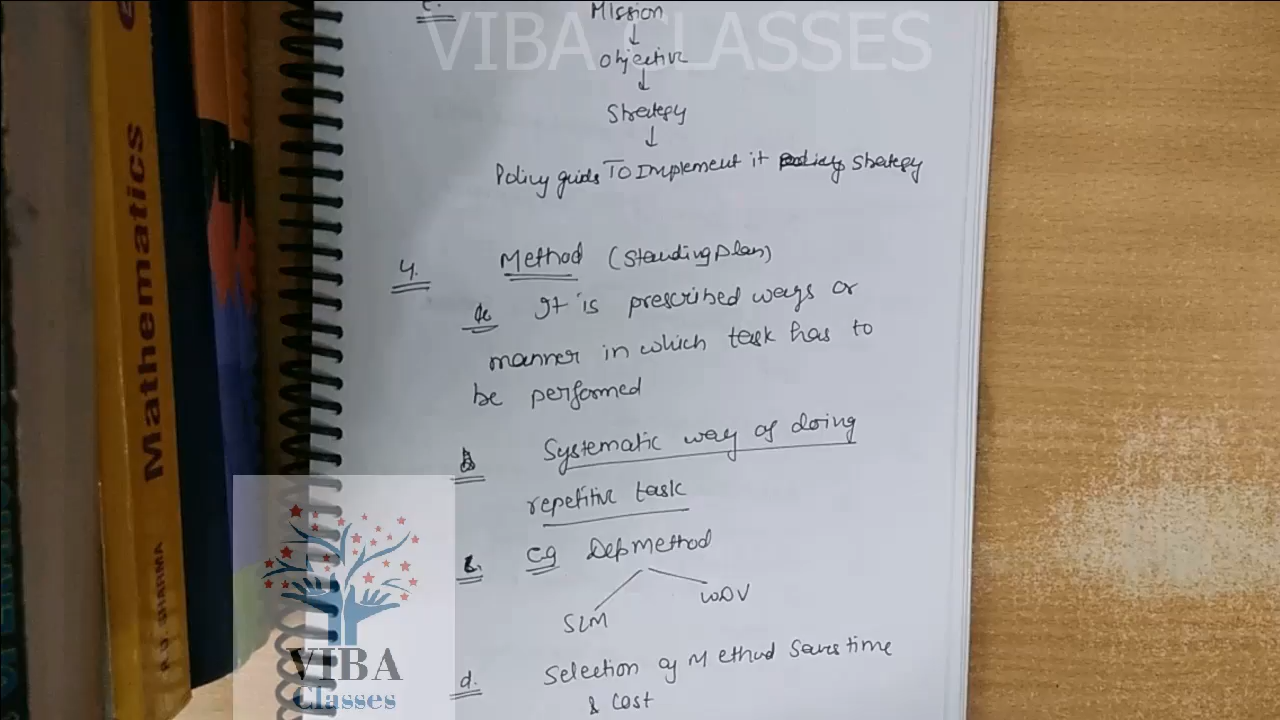 VIBA CLASSES
c.
Mission
↓
Objective
↓
Strategy
↓
Policy guids To Implement it policy strategy
4. Method (standing plan)
a. It is prescribed ways or
manner in which task has to
be performed
b Systematic way of doing
repetitive task
c. eg Dep method
SLM WDV
d. Selection of Method saves time
& cost
Mathematics
R.D. SHARMA
VIBA
Classes